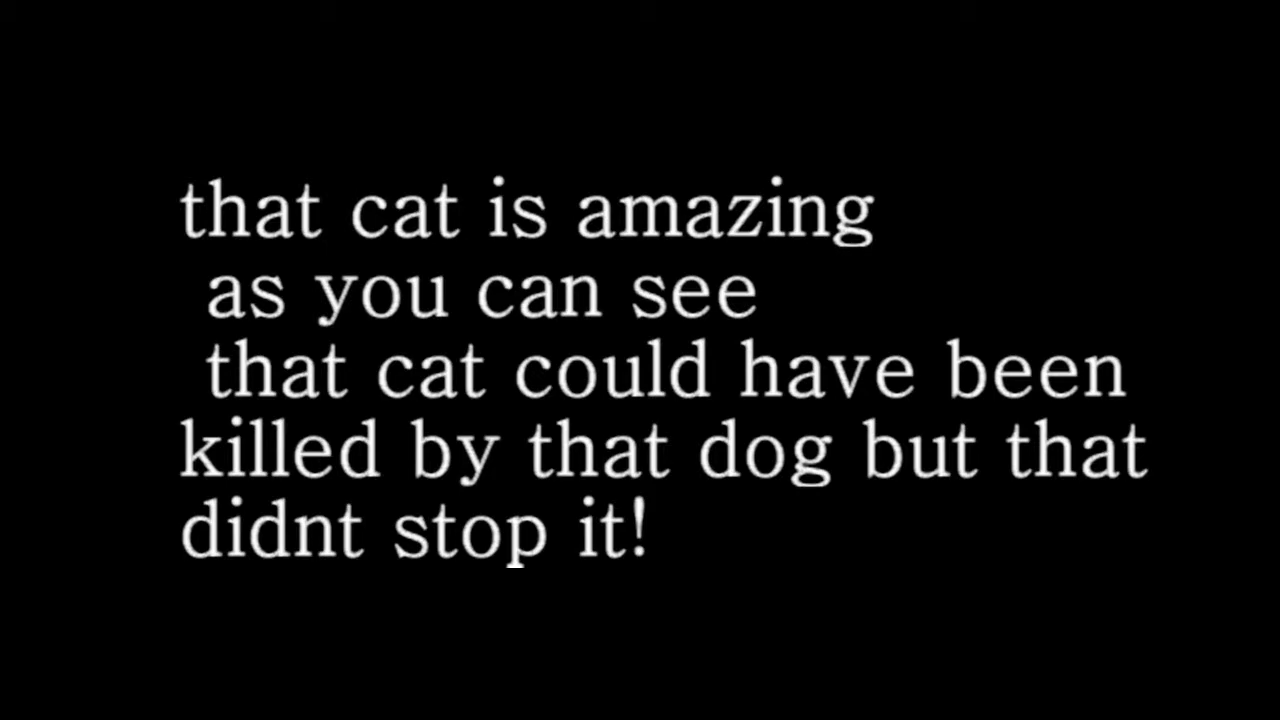 that cat is amazing
as you can see
that cat could have been
killed by that dog but that
didnt stop it!